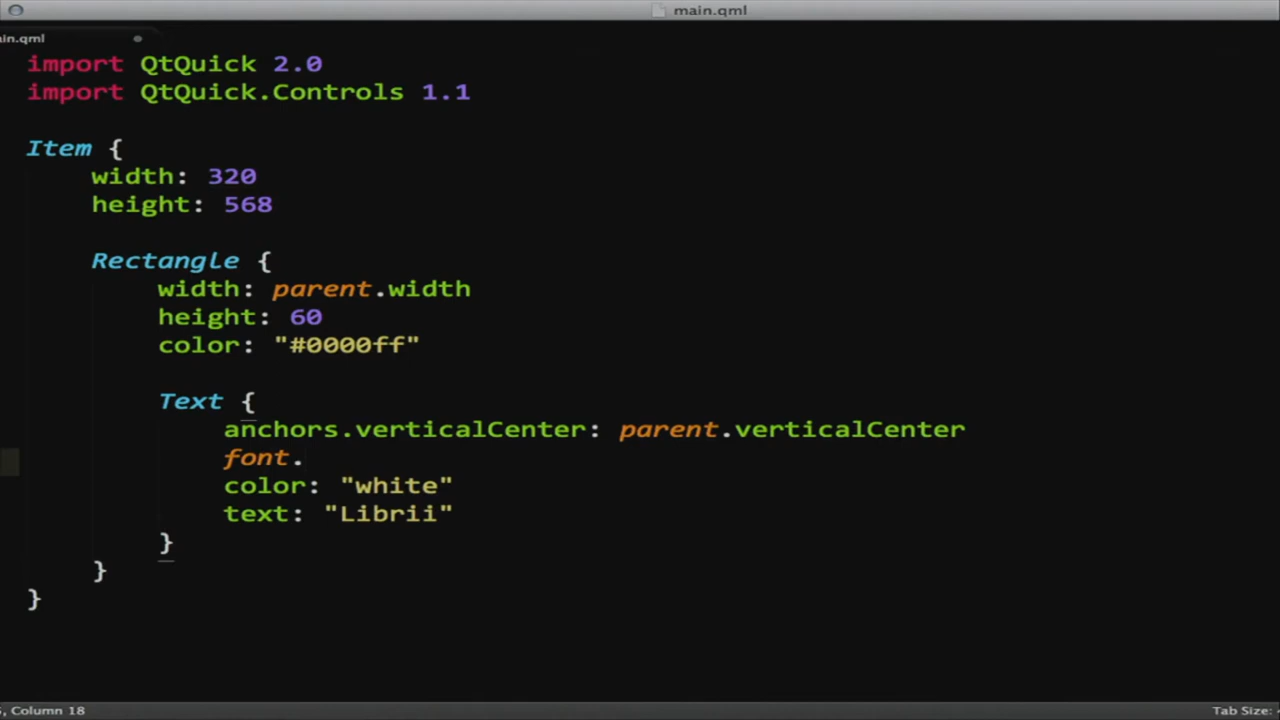 main.qml
in.qml
import QtQuick 2.0
import QtQuick.Controls 1.1
Item {
width: 320
height: 568
Rectangle {
width: parent.width
height: 60
color: "#0000ff"
Text {
anchors.verticalCenter: parent.verticalCenter
font.
color: "white"
text: "Librii"
}
}
}
, Column 18
Tab Size: